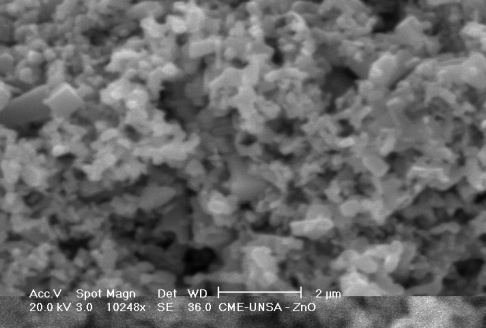 Acc.V Spot Magn Det WD 2 µm
20.0 kV 3.0 10248x SE 36.0 CME-UNSA - ZnO